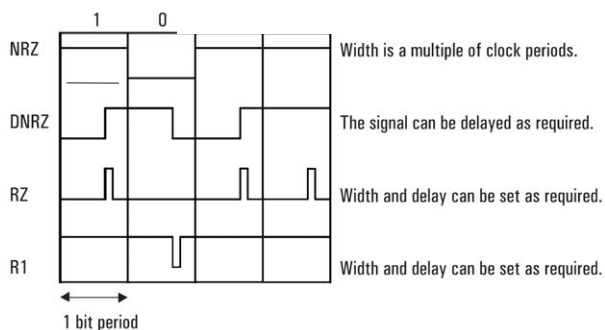 1 0
NRZ Width is a multiple of clock periods.
DNRZ The signal can be delayed as required.
RZ Width and delay can be set as required.
R1 Width and delay can be set as required.
1 bit period